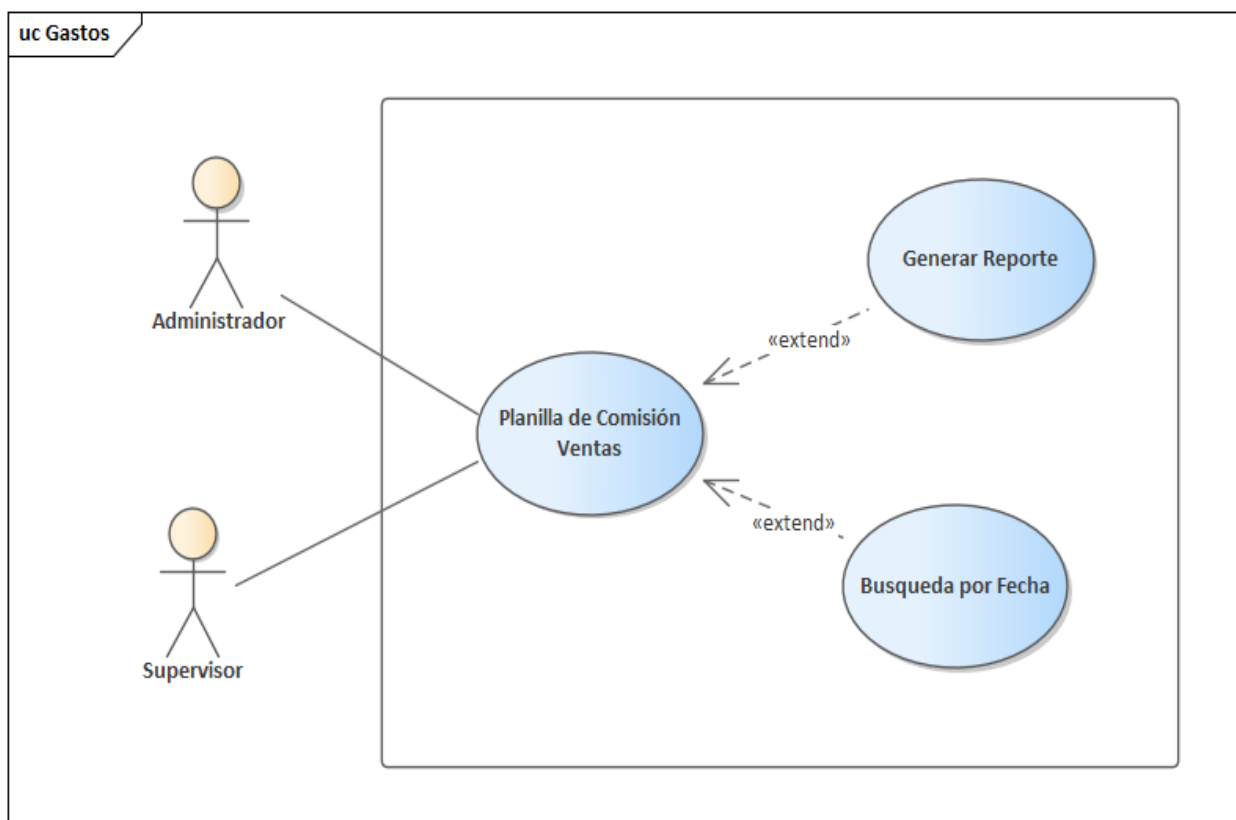 uc Gastos
Administrador
Generar Reporte
«extend»
Planilla de Comisión
Ventas
«extend»
Busqueda por Fecha
Supervisor